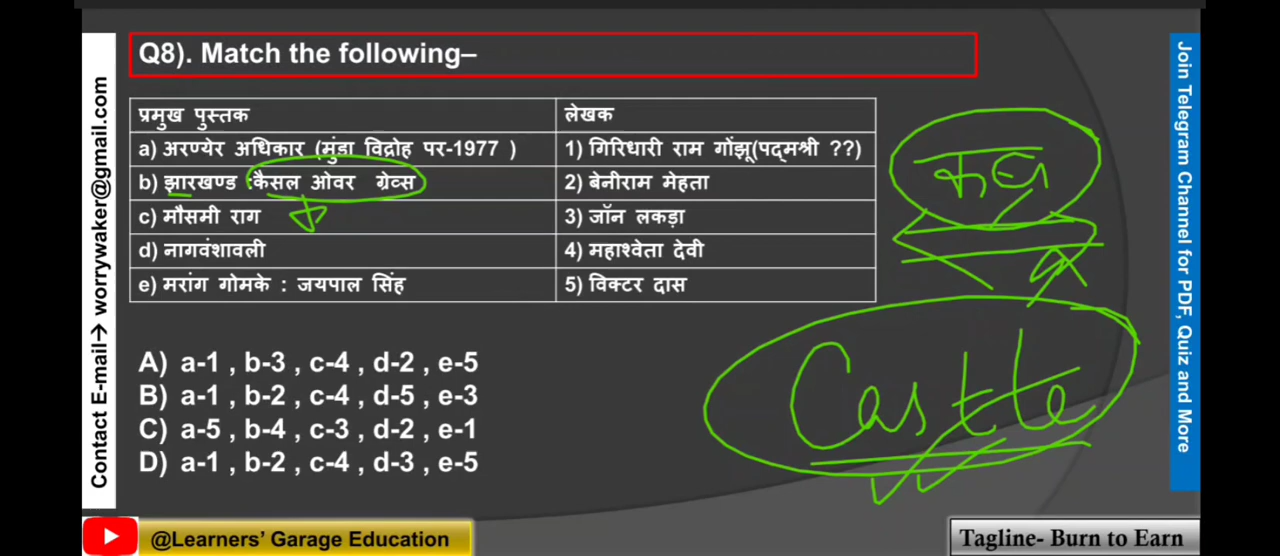 Q8). Match the following–
प्रमुख पुस्तक
लेखक
a) अरण्येर अधिकार (मुंडा विद्रोह पर-1977 )
1) गिरिधारी राम गोंझू(पद्मश्री ??)
b) झारखण्ड :कैसल ओवर ग्रेव्स
2) बेनीराम मेहता
c) मौसमी राग
3) जॉन लकड़ा
d) नागवंशावली
4) महाश्वेता देवी
e) मरांग गोमके : जयपाल सिंह
5) विक्टर दास
A) a-1 , b-3 , c-4 , d-2 , e-5
B) a-1 , b-2 , c-4 , d-5 , e-3
C) a-5 , b-4 , c-3 , d-2 , e-1
D) a-1 , b-2 , c-4 , d-3 , e-5
Castle
Contact E-mail→ worrywaker@gmail.com
Join Telegram Channel for PDF, Quiz and More
@Learners’ Garage Education
Tagline- Burn to Earn